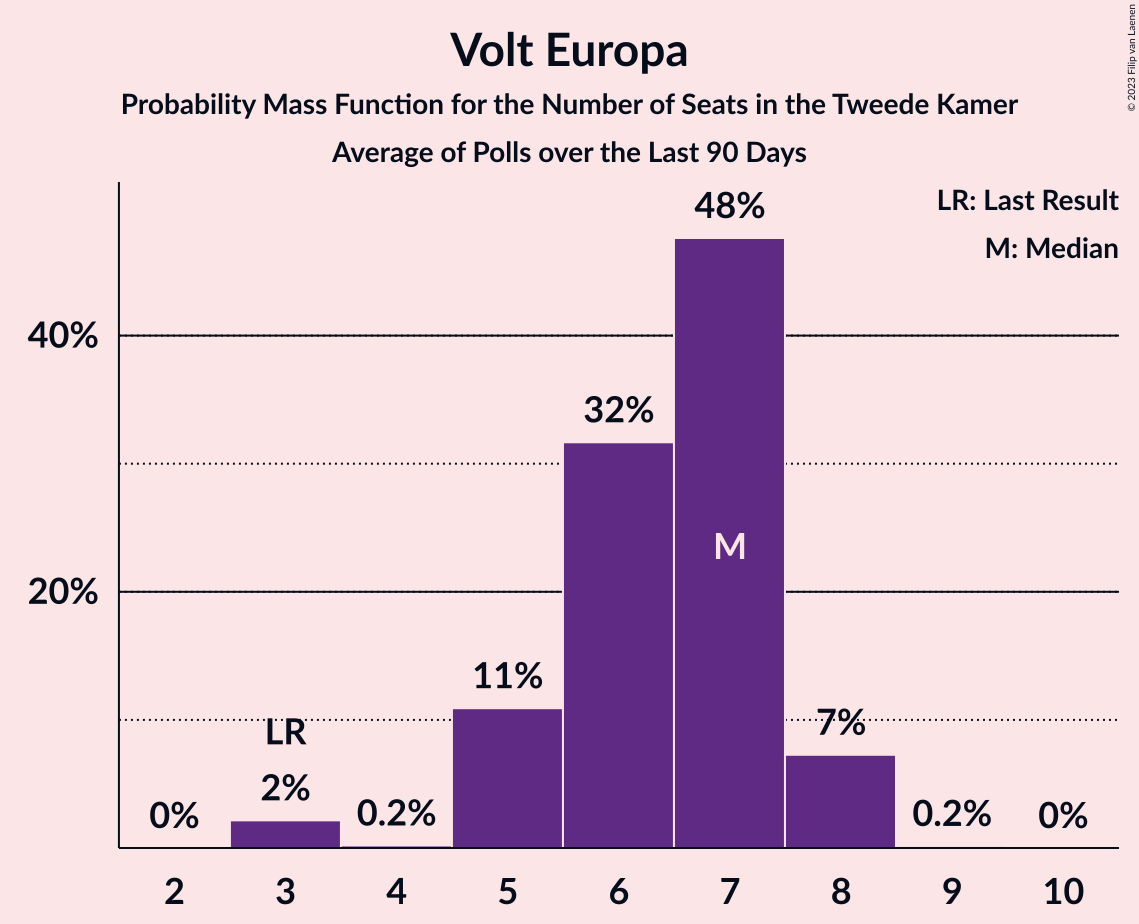 Volt Europa
Probability Mass Function for the Number of Seats in the Tweede Kamer
Average of Polls over the Last 90 Days
© 2023 Filip van Laenen
LR: Last Result
M: Median
48%
40%
32%
M
20%
11%
LR
7%
2%
0%
0.2%
0.2%
0%
2 3 4 5 6 7 8 9 10